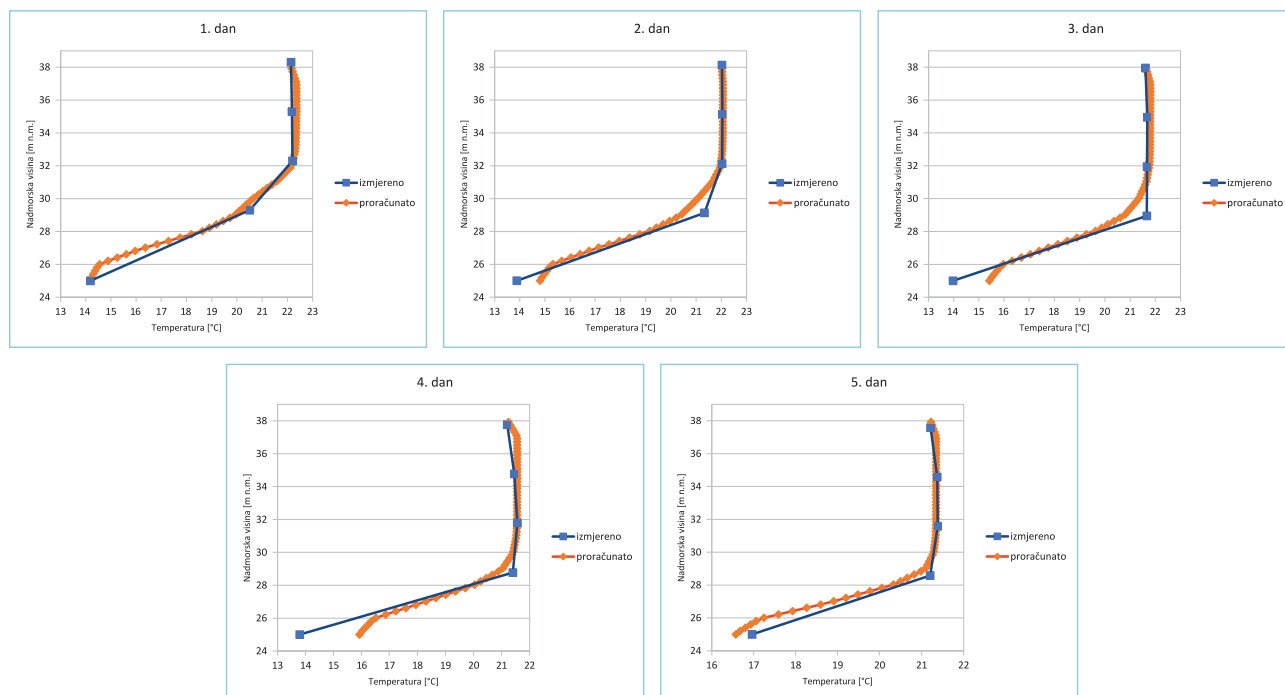 1. dan
Nadmorska visina [m n.m.]
38
36
34
32
30
28
26
24
13 14 15 16 17 18 19 20 21 22 23
Temperatura [°C]
izmjereno
proračunato
2. dan
Nadmorska visina [m n.m.]
38
36
34
32
30
28
26
24
13 14 15 16 17 18 19 20 21 22 23
Temperatura [°C]
izmjereno
proračunato
3. dan
Nadmorska visina [m n.m.]
38
36
34
32
30
28
26
24
13 14 15 16 17 18 19 20 21 22 23
Temperatura [°C]
izmjereno
proračunato
4. dan
Nadmorska visina [m n.m.]
38
36
34
32
30
28
26
24
13 14 15 16 17 18 19 20 21 22
Temperatura [°C]
izmjereno
proračunato
5. dan
Nadmorska visina [m n.m.]
38
36
34
32
30
28
26
24
16 17 18 19 20 21 22
Temperatura [°C]
izmjereno
proračunato